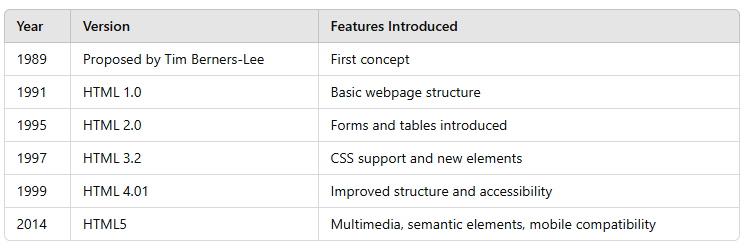 Year Version Features Introduced
1989 Proposed by Tim Berners-Lee First concept
1991 HTML 1.0 Basic webpage structure
1995 HTML 2.0 Forms and tables introduced
1997 HTML 3.2 CSS support and new elements
1999 HTML 4.01 Improved structure and accessibility
2014 HTML5 Multimedia, semantic elements, mobile compatibility